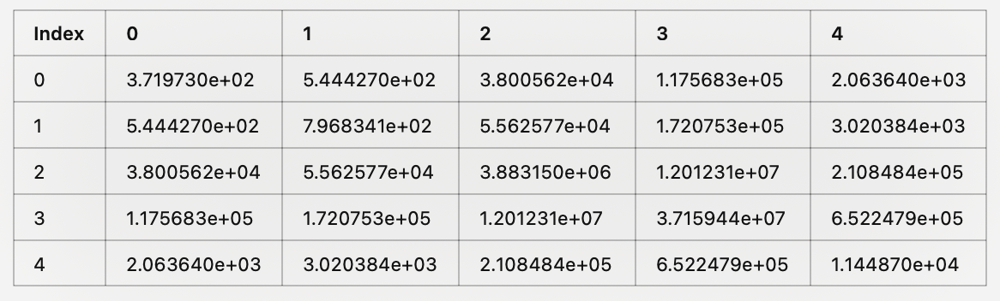 Index 0 1 2 3 4
0 3.719730e+02 5.444270e+02 3.800562e+04 1.175683e+05 2.063640e+03
1 5.444270e+02 7.968341e+02 5.562577e+04 1.720753e+05 3.020384e+03
2 3.800562e+04 5.562577e+04 3.883150e+06 1.201231e+07 2.108484e+05
3 1.175683e+05 1.720753e+05 1.201231e+07 3.715944e+07 6.522479e+05
4 2.063640e+03 3.020384e+03 2.108484e+05 6.522479e+05 1.144870e+04